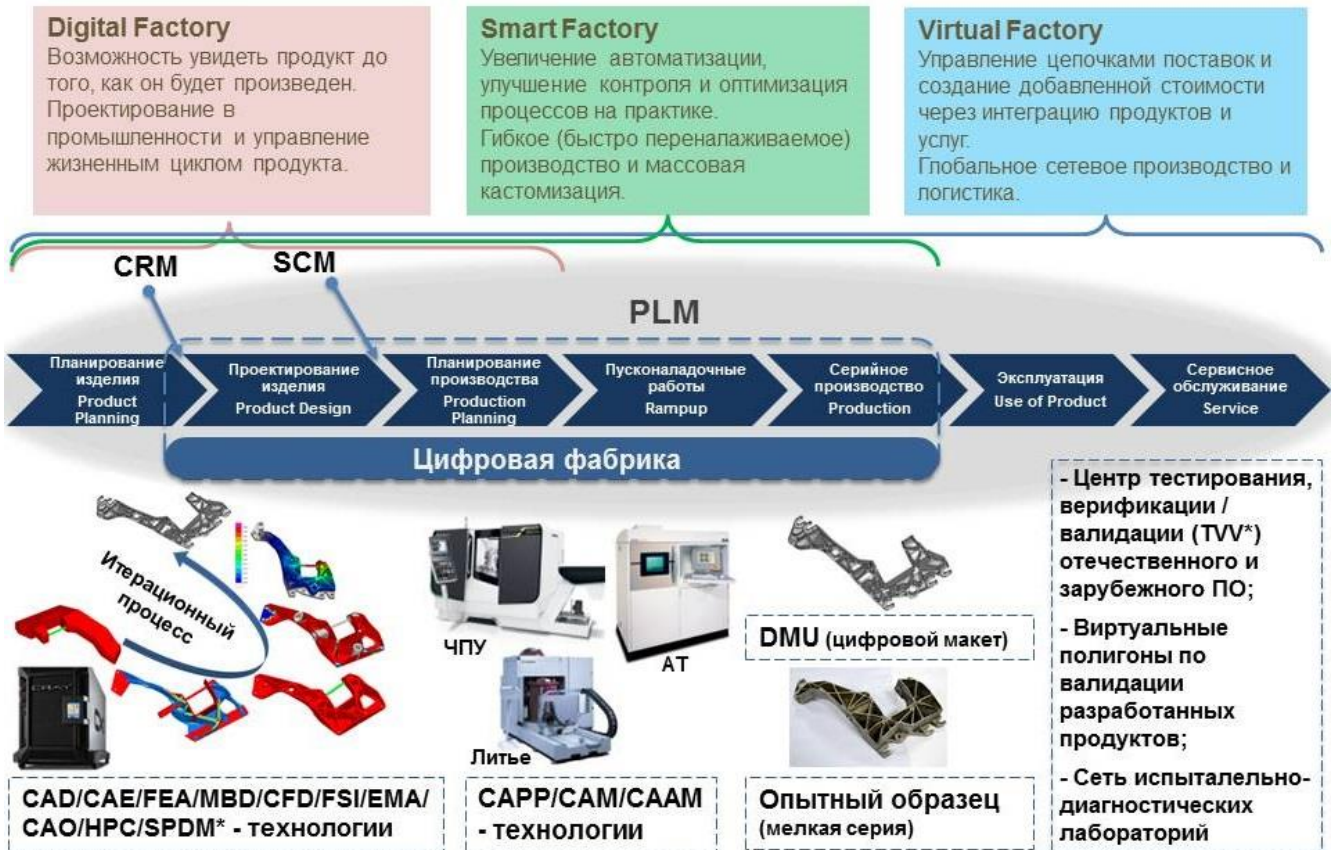 Digital Factory
Возможность увидеть продукт до
того, как он будет произведен.
Проектирование в
промышленности и управление
жизненным циклом продукта.
Smart Factory
Увеличение автоматизации,
улучшение контроля и оптимизация
процессов на практике.
Гибкое (быстро переналаживаемое)
производство и массовая
кастомизация.
Virtual Factory
Управление цепочками поставок и
создание добавленной стоимости
через интеграцию продуктов и
услуг.
Глобальное сетевое производство и
логистика.
CRM
SCM
PLM
Планирование
изделия
Product
Planning
Проектирование
изделия
Product Design
Планирование
производства
Production
Planning
Пусконаладочные
работы
Rampup
Серийное
производство
Production
Эксплуатация
Use of Product
Сервисное
обслуживание
Service
Цифровая фабрика
Итерационный
процесс
CRAY
ЧПУ
АТ
Литье
DMU (цифровой макет)
- Центр тестирования,
верификации /
валидации (TVV*)
отечественного и
зарубежного ПО;
- Виртуальные
полигоны по
валидации
разработанных
продуктов;
- Сеть испыталельно-
диагностических
лабораторий
CAD/CAE/FEA/MBD/CFD/FSI/EMA/
CAO/HPC/SPDM* - технологии
CAPP/CAM/CAAM
- технологии
Опытный образец
(мелкая серия)